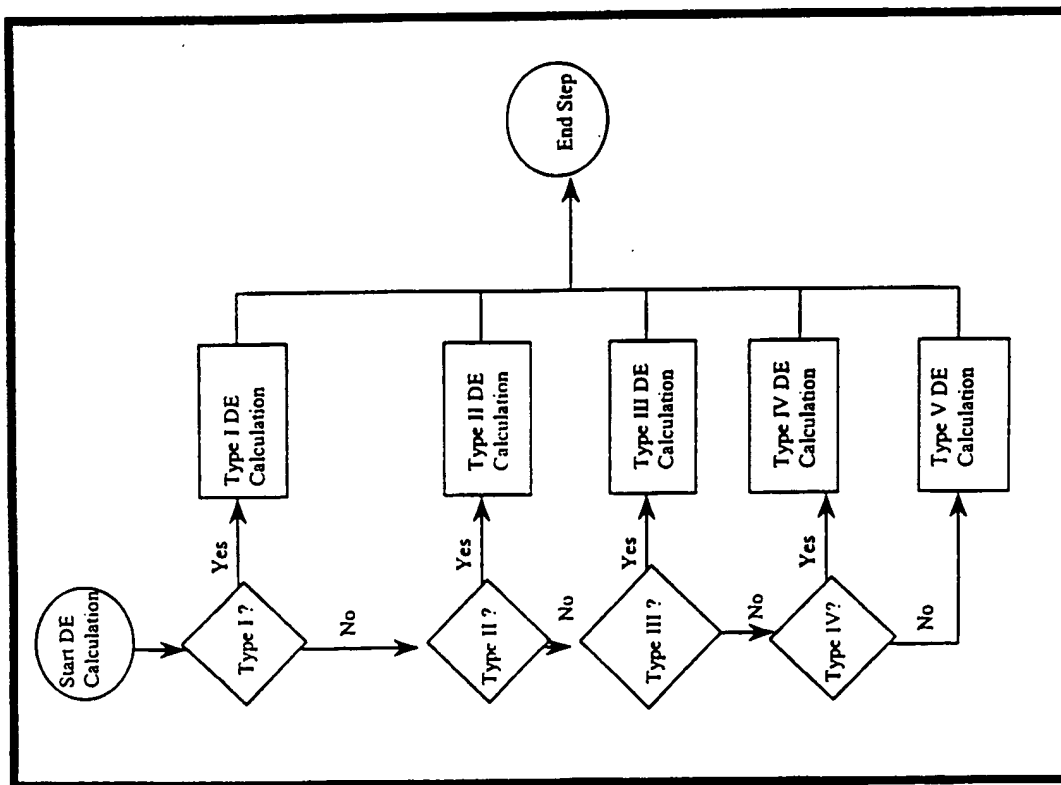 Start DE
Calculation
Type I ?
Yes
No
Type I DE
Calculation
Type II ?
Yes
No
Type II DE
Calculation
Type III ?
Yes
No
Type III DE
Calculation
Type IV?
Yes
No
Type IV DE
Calculation
Type V DE
Calculation
End Step